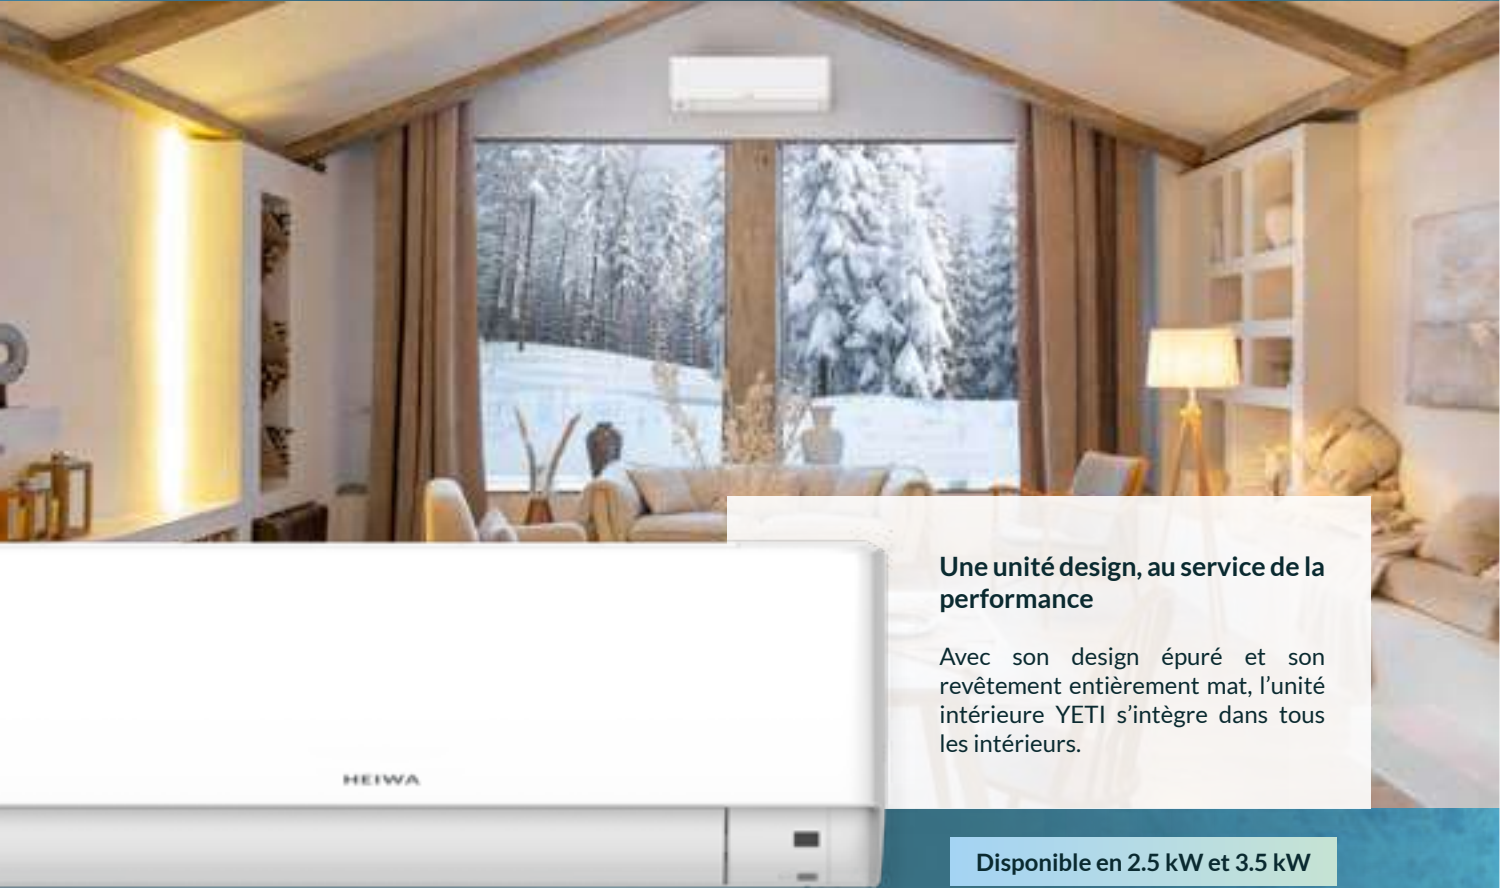 Une unité design, au service de la
performance
Avec son design épuré et son
revêtement entièrement mat, l’unité
intérieure YETI s’intègre dans tous
les intérieurs.
HEIWA
Disponible en 2.5 kW et 3.5 kW